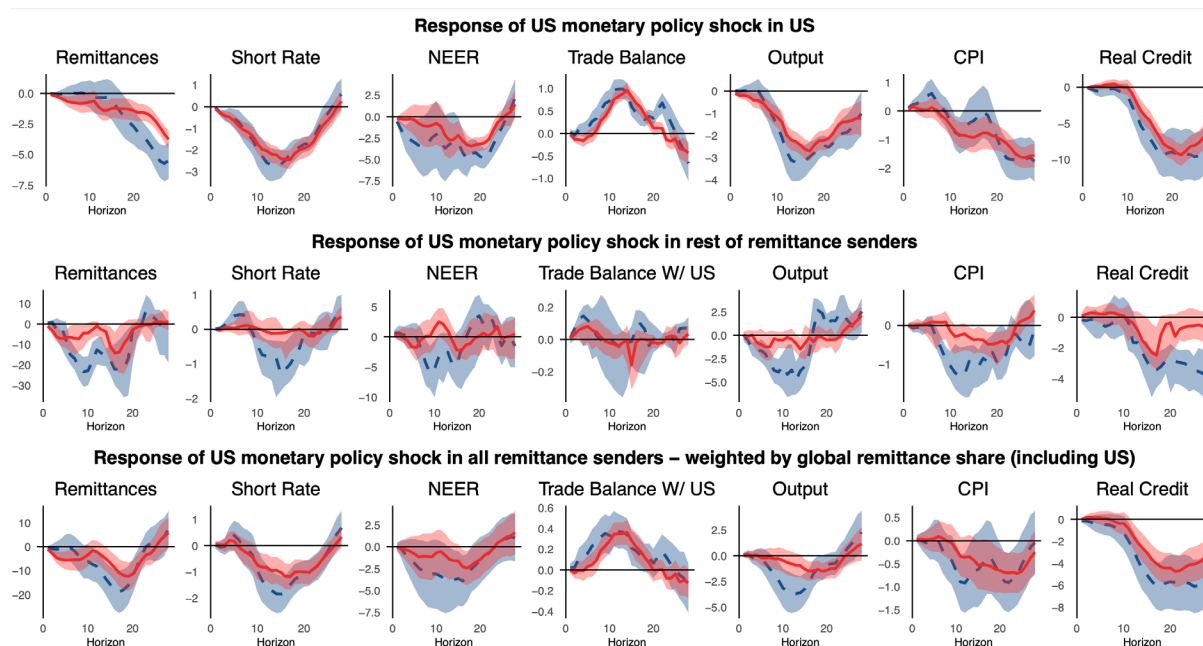 Response of US monetary policy shock in US
Remittances Short Rate NEER Trade Balance Output CPI Real Credit
0.0 −2.5 −5.0 −7.5
0 −1 −2 −3
2.5 0.0 −2.5 −5.0 −7.5
1.0 0.5 0.0 −0.5 −1.0
0 −1 −2 −3 −4
1 0 −1 −2
0 −5 −10
0 10 20 0 10 20 0 10 20 0 10 20 0 10 20 0 10 20 0 10 20
Horizon Horizon Horizon Horizon Horizon Horizon Horizon
Response of US monetary policy shock in rest of remittance senders
Remittances Short Rate NEER Trade Balance W/ US Output CPI Real Credit
10 0 −10 −20 −30
1 0 −1 −2
5 0 −5 −10
0.2 0.0 −0.2
2.5 0.0 −2.5 −5.0
0 −1
0 −2 −4
0 10 20 0 10 20 0 10 20 0 10 20 0 10 20 0 10 20 0 10 20
Horizon Horizon Horizon Horizon Horizon Horizon Horizon
Response of US monetary policy shock in all remittance senders – weighted by global remittance share (including US)
Remittances Short Rate NEER Trade Balance W/ US Output CPI Real Credit
10 0 −10 −20
1 0 −1 −2
2.5 0.0 −2.5 −5.0 −7.5
0.6 0.4 0.2 0.0 −0.2 −0.4
2.5 0.0 −2.5 −5.0
0.5 0.0 −0.5 −1.0 −1.5
0 −2 −4 −6 −8
0 10 20 0 10 20 0 10 20 0 10 20 0 10 20 0 10 20 0 10 20
Horizon Horizon Horizon Horizon Horizon Horizon Horizon